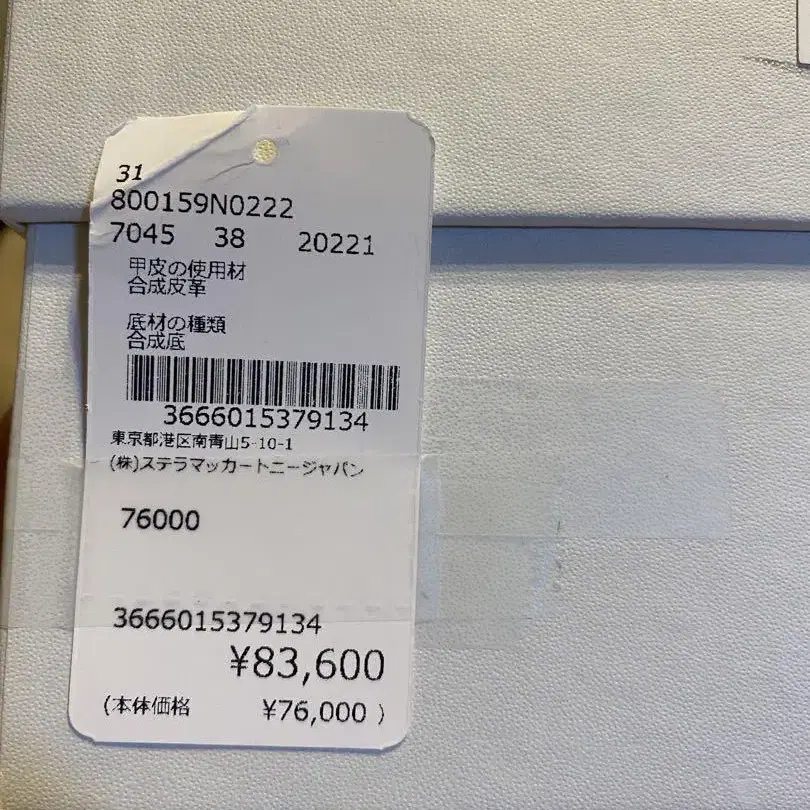 31
800159N0222
7045 38 20221
甲皮の使用材
合成皮革
底材の種類
合成底
3666015379134
東京都港区南青山5-10-1
(株)ステラマッカートニージャパン
76000
3666015379134
¥83,600
(本体価格 ¥76,000 )